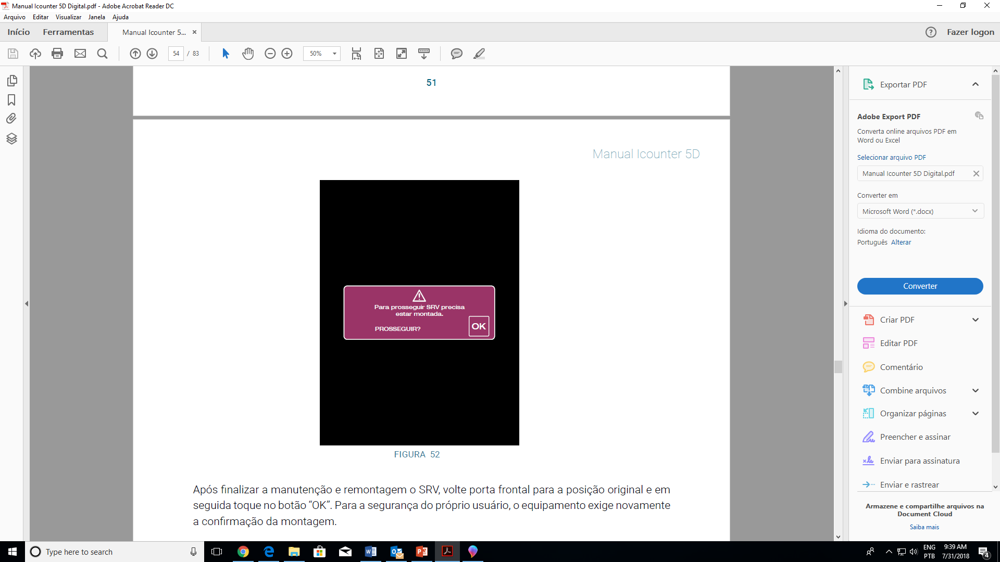 Manual Icounter 5D Digital.pdf - Adobe Acrobat Reader DC
Arquivo Editar Visualizar Janela Ajuda
Início Ferramentas Manual Icounter 5... × ? Fazer logon
54 / 83 50%
51
Manual Icounter 5D
Para prosseguir SRV precisa
estar montada.
PROSSEGUIR?
OK
FIGURA 52
Após finalizar a manutenção e remontagem o SRV, volte porta frontal para a posição original e em
seguida toque no botão “OK”. Para a segurança do próprio usuário, o equipamento exige novamente
a confirmação da montagem.
Exportar PDF
Adobe Export PDF
Converta online arquivos PDF em
Word ou Excel
Selecionar arquivo PDF
Manual Icounter 5D Digital.pdf
Converter em
Microsoft Word (*.docx)
Idioma do documento:
Português Alterar
Converter
Criar PDF
Editar PDF
Comentário
Combine arquivos
Organizar páginas
Preencher e assinar
Enviar para assinatura
Enviar e rastrear
Armazene e compartilhe arquivos na
Document Cloud
Saiba mais
Type here to search
ENG
PTB
9:39 AM
7/31/2018
4